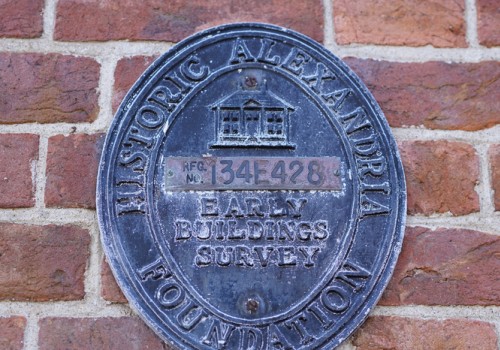 HISTORIC ALEXANDRIA
REG.
No. 134E428
EARLY
BUILDINGS
SURVEY
FOUNDATION